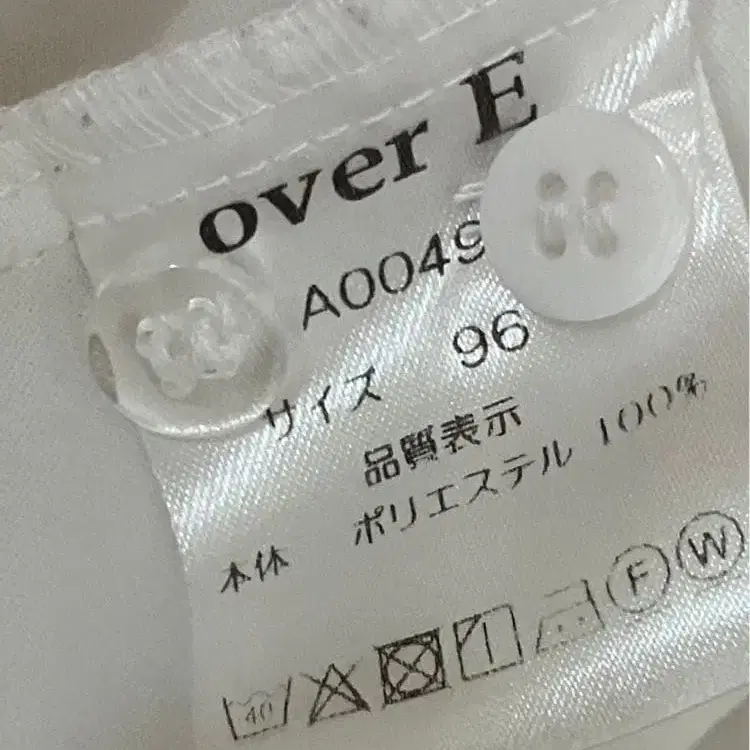 over E
A0049
サイズ 96
品質表示
本体 ポリエステル 100%
40 F W